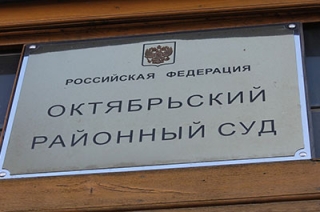 РОССИЙСКАЯ ФЕДЕРАЦИЯ
ОКТЯБРЬСКИЙ
РАЙОННЫЙ СУД